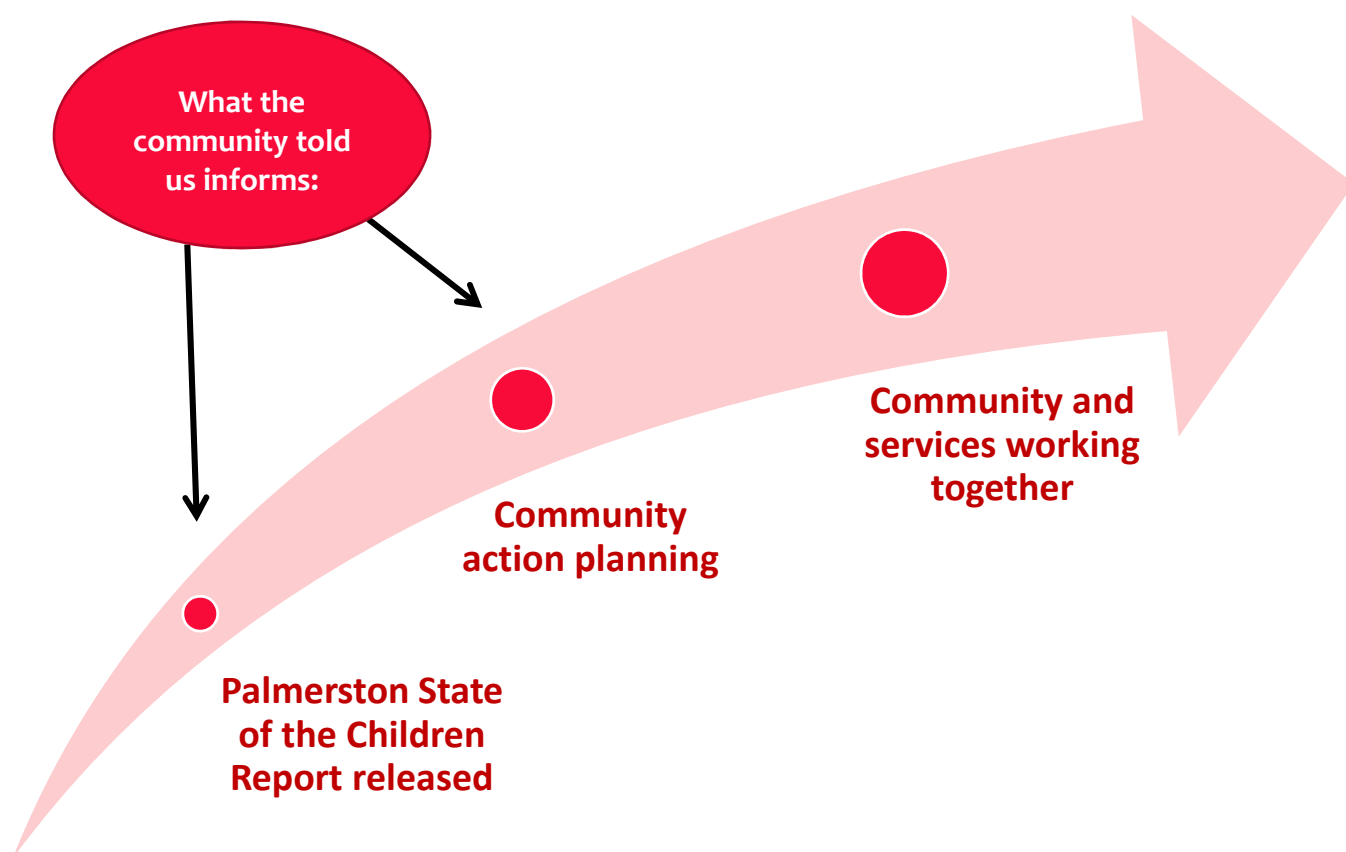 What the
community told
us informs:
Community and
services working
together
Community
action planning
Palmerston State
of the Children
Report released